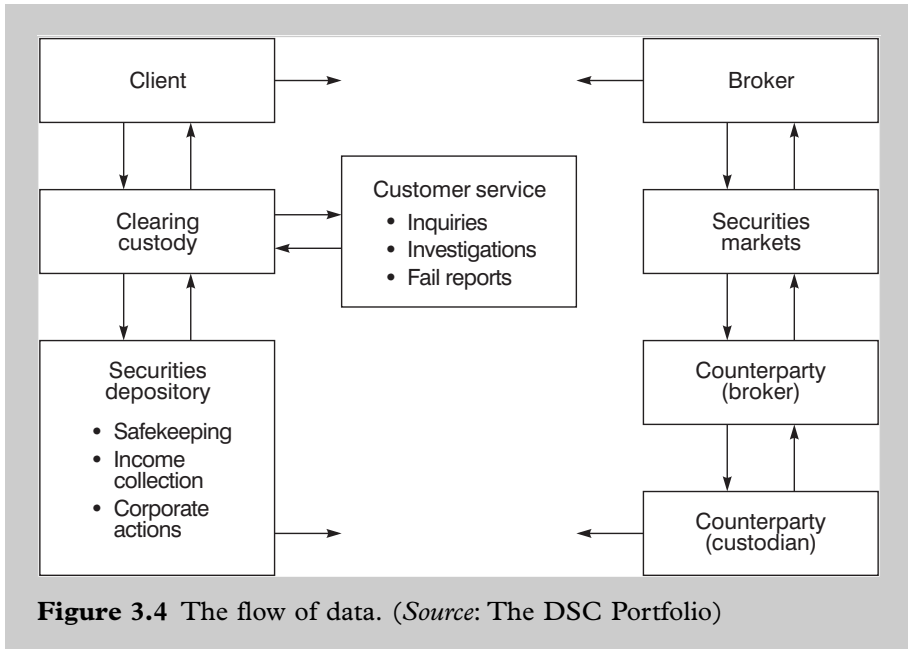 Client
Broker
Clearing
custody
Customer service
• Inquiries
• Investigations
• Fail reports
Securities
markets
Securities
depository
• Safekeeping
• Income
collection
• Corporate
actions
Counterparty
(broker)
Counterparty
(custodian)
Figure 3.4 The flow of data. (Source: The DSC Portfolio)